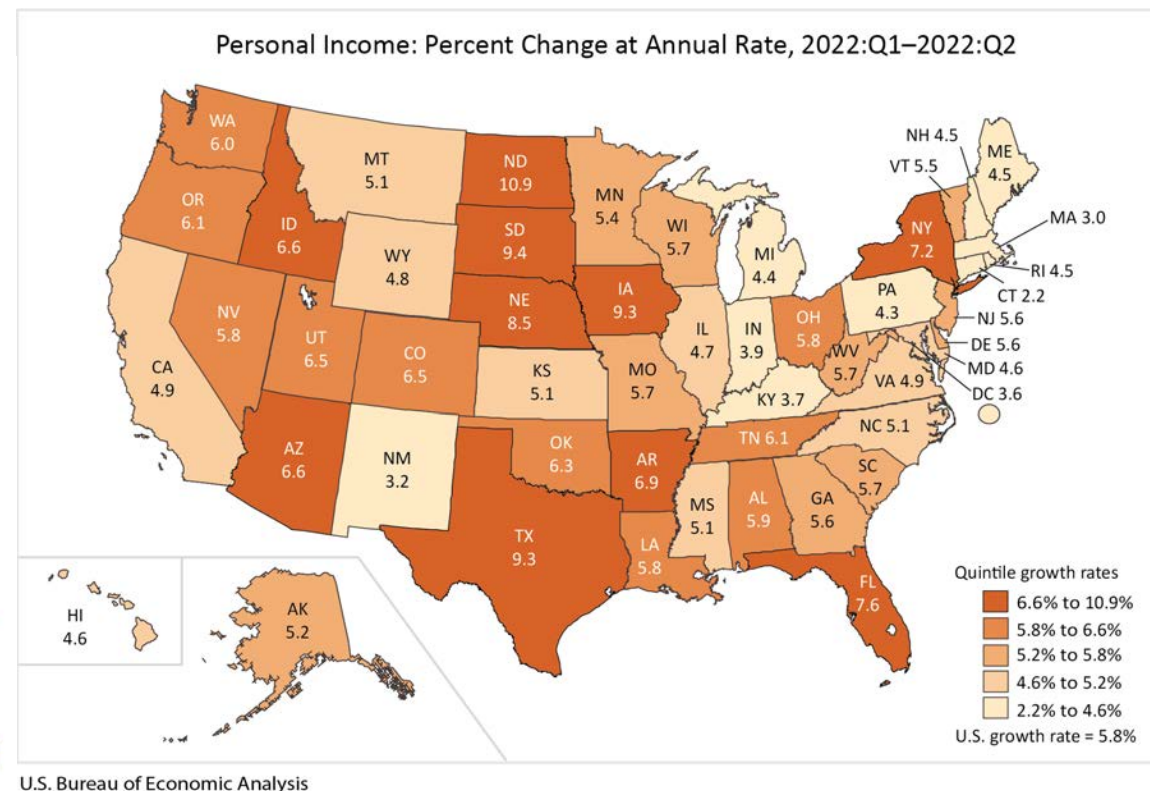 Personal Income: Percent Change at Annual Rate, 2022:Q1–2022:Q2
WA
6.0
OR
6.1
CA
4.9
NV
5.8
ID
6.6
MT
5.1
WY
4.8
UT
6.5
CO
6.5
AZ
6.6
NM
3.2
ND
10.9
SD
9.4
NE
8.5
KS
5.1
OK
6.3
TX
9.3
MN
5.4
IA
9.3
MO
5.7
AR
6.9
LA
5.8
WI
5.7
IL
4.7
MI
4.4
IN
3.9
OH
5.8
KY 3.7
TN 6.1
MS
5.1
AL
5.9
GA
5.6
FL
7.6
SC
5.7
NC 5.1
VA 4.9
WV
5.7
PA
4.3
NY
7.2
VT 5.5
NH 4.5
ME
4.5
MA 3.0
RI 4.5
CT 2.2
NJ 5.6
DE 5.6
MD 4.6
DC 3.6
HI
4.6
AK
5.2
Quintile growth rates
6.6% to 10.9%
5.8% to 6.6%
5.2% to 5.8%
4.6% to 5.2%
2.2% to 4.6%
U.S. growth rate = 5.8%
U.S. Bureau of Economic Analysis